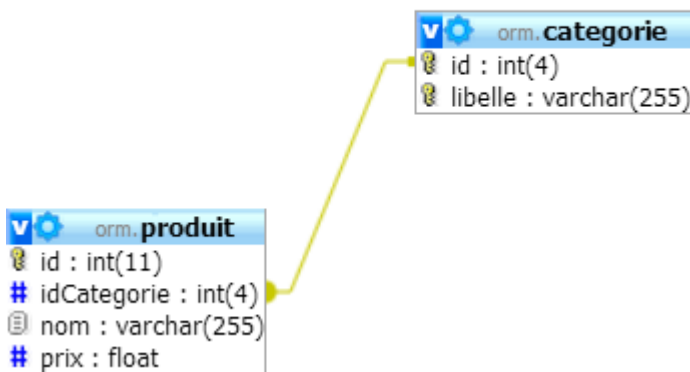 v orm.categorie
id : int(4)
libelle : varchar(255)
v orm.produit
id : int(11)
# idCategorie : int(4)
nom : varchar(255)
# prix : float